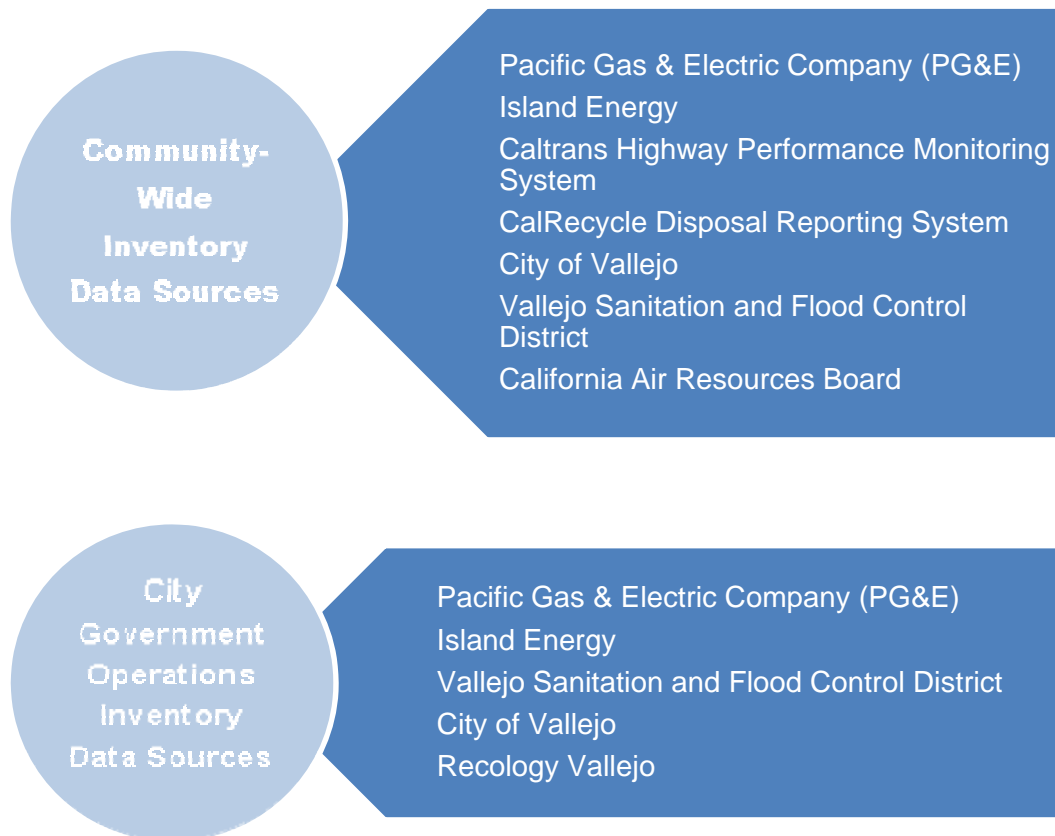 Community-
Wide
Inventory
Data Sources
Pacific Gas & Electric Company (PG&E)
Island Energy
Caltrans Highway Performance Monitoring
System
CalRecycle Disposal Reporting System
City of Vallejo
Vallejo Sanitation and Flood Control
District
California Air Resources Board
City
Government
Operations
Inventory
Data Sources
Pacific Gas & Electric Company (PG&E)
Island Energy
Vallejo Sanitation and Flood Control District
City of Vallejo
Recology Vallejo